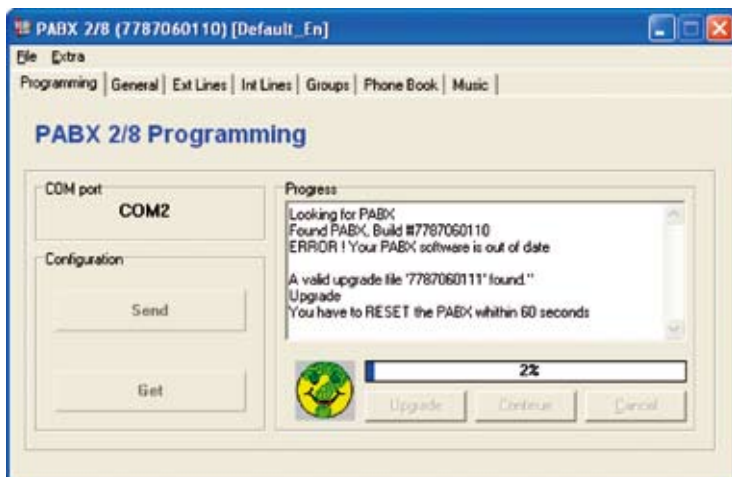 PABX 2/8 (7787060110) [Default_En]
File Extra
Programming General Ext Lines Int Lines Groups Phone Book Music
PABX 2/8 Programming
COM port
COM2
Configuration
Send
Get
Progress
Looking for PABX
Found PABX, Build #7787060110
ERROR ! Your PABX software is out of date
A valid upgrade file '7787060111' found."
Upgrade
You have to RESET the PABX whithin 60 seconds
2%
Upgrade Continue Cancel